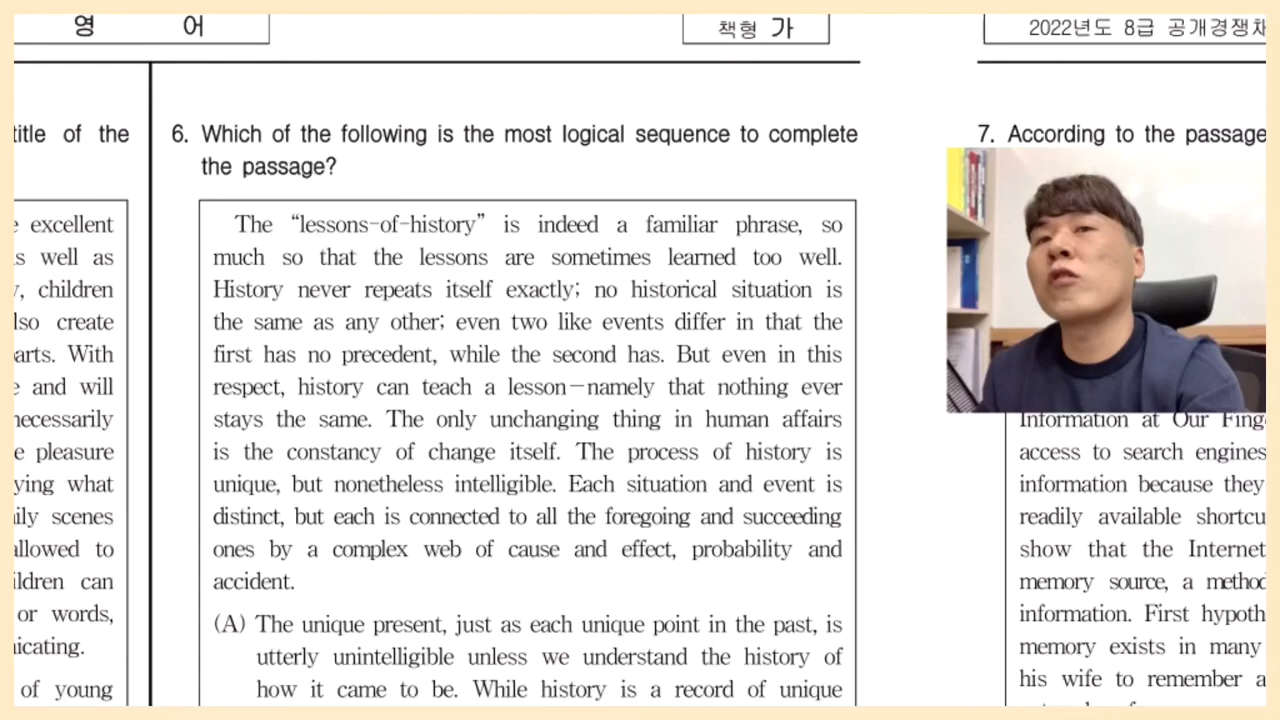 영 어
책형 가
2022년도 8급 공개경쟁채
title of the
excellent
well as
children
create
With
and will
necessarily
pleasure
what
scenes
allowed to
can
or words,
of young
6. Which of the following is the most logical sequence to complete
the passage?
The “lessons-of-history” is indeed a familiar phrase, so
much so that the lessons are sometimes learned too well.
History never repeats itself exactly; no historical situation is
the same as any other; even two like events differ in that the
first has no precedent, while the second has. But even in this
respect, history can teach a lesson－namely that nothing ever
stays the same. The only unchanging thing in human affairs
is the constancy of change itself. The process of history is
unique, but nonetheless intelligible. Each situation and event is
distinct, but each is connected to all the foregoing and succeeding
ones by a complex web of cause and effect, probability and
accident.
(A) The unique present, just as each unique point in the past, is
utterly unintelligible unless we understand the history of
how it came to be. While history is a record of unique
7. According to the passage
Information at Our Fing
access to search engines
information because they
readily available shortcu
show that the Internet
memory source, a method
information. First hypoth
memory exists in many
his wife to remember a